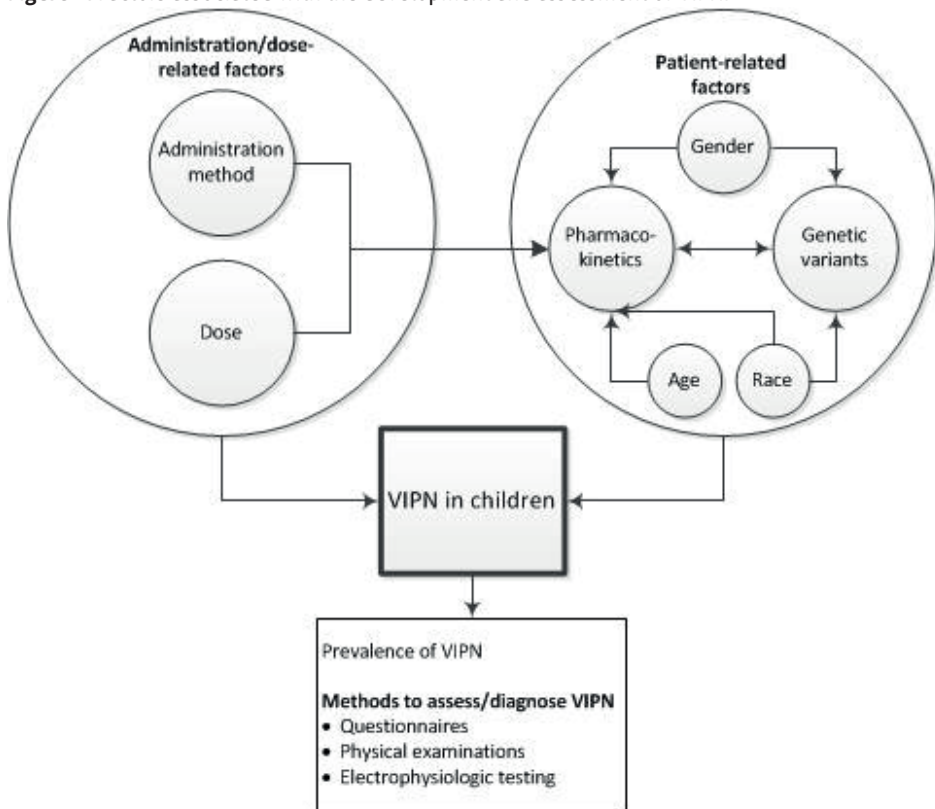 Administration/dose-
related factors
Administration
method
Dose
Patient-related
factors
Gender
Pharmaco-
kinetics
Genetic
variants
Age
Race
VIPN in children
Prevalence of VIPN
Methods to assess/diagnose VIPN
• Questionnaires
• Physical examinations
• Electrophysiologic testing